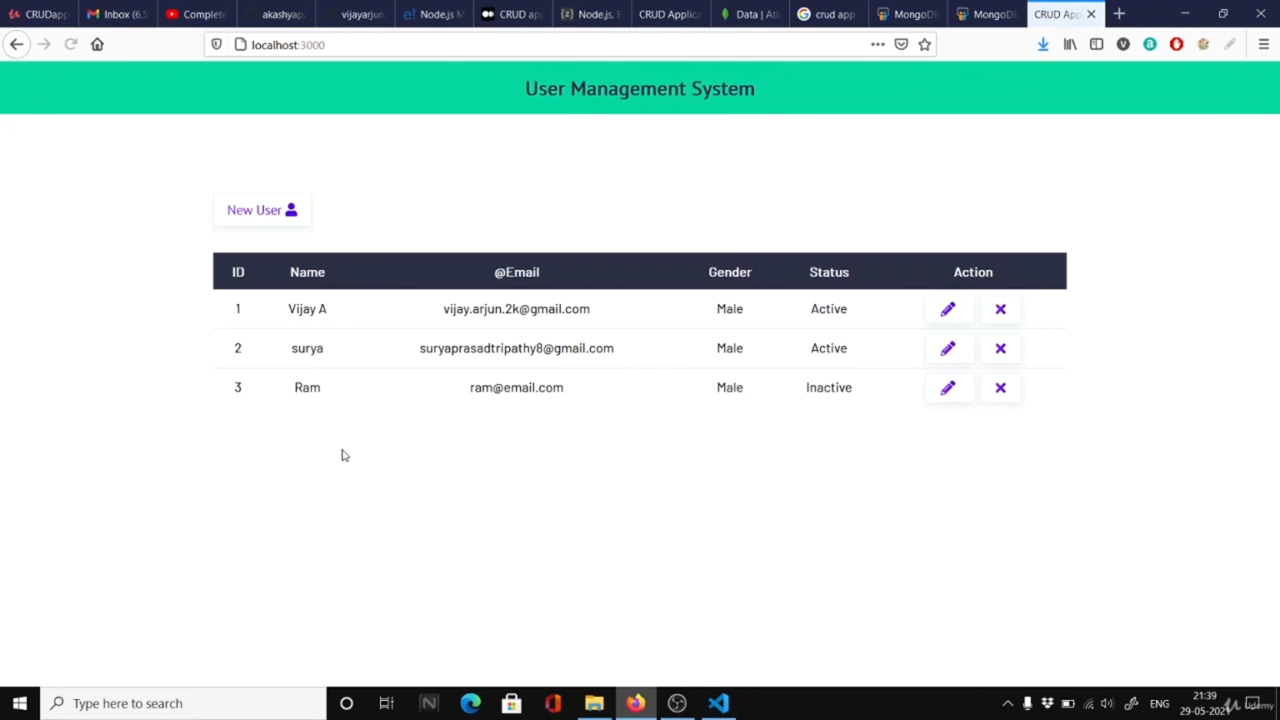 CRUDapp
Inbox (6,5
Complete
akashyap
vijayarjun
Node.js M
CRUD ap
Node.js, E
CRUD Applica
Data | Atl
crud app
MongoDB
MongoDB
CRUD App
localhost:3000
User Management System
New User
ID Name @Email Gender Status Action
1 Vijay A vijay.arjun.2k@gmail.com Male Active
2 surya suryaprasadtripathy8@gmail.com Male Active
3 Ram ram@email.com Male Inactive
Type here to search
ENG
21:39
29-05-2021
Udemy